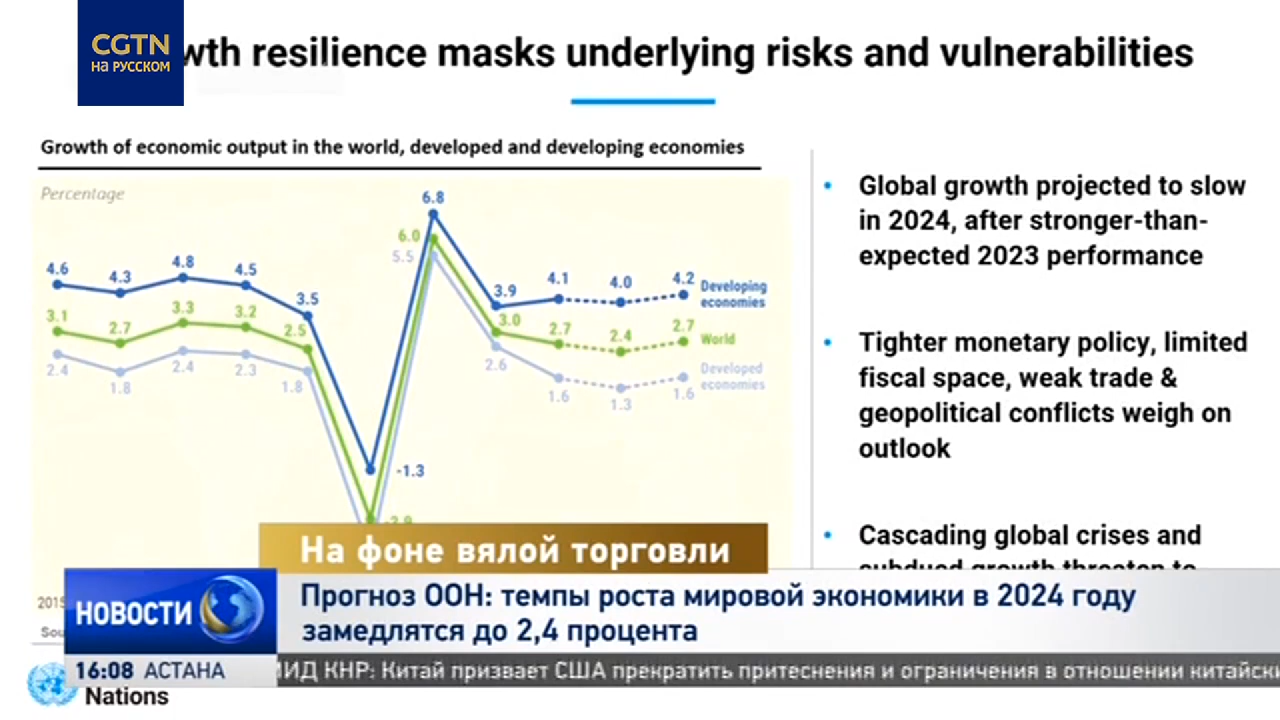 CGTN
на русском
wth resilience masks underlying risks and vulnerabilities
Growth of economic output in the world, developed and developing economies
Percentage
4.6 4.3 4.8 4.5 3.5 -1.3 6.8 3.9 4.1 4.0 4.2
Developing
economies
3.1 2.7 3.3 3.2 2.5 6.0 3.0 2.7 2.4 2.7
World
2.4 1.8 2.4 2.3 1.8 5.5 2.6 1.6 1.3 1.6
Developed
economies
2015
• Global growth projected to slow
in 2024, after stronger-than-
expected 2023 performance
• Tighter monetary policy, limited
fiscal space, weak trade &
geopolitical conflicts weigh on
outlook
• Cascading global crises and
subdued growth threaten to
На фоне вялой торговли
НОВОСТИ
Прогноз ООН: темпы роста мировой экономики в 2024 году
замедлятся до 2,4 процента
16:08 АСТАНА
МИД КНР: Китай призывает США прекратить притеснения и ограничения в отношении китайски
Nations